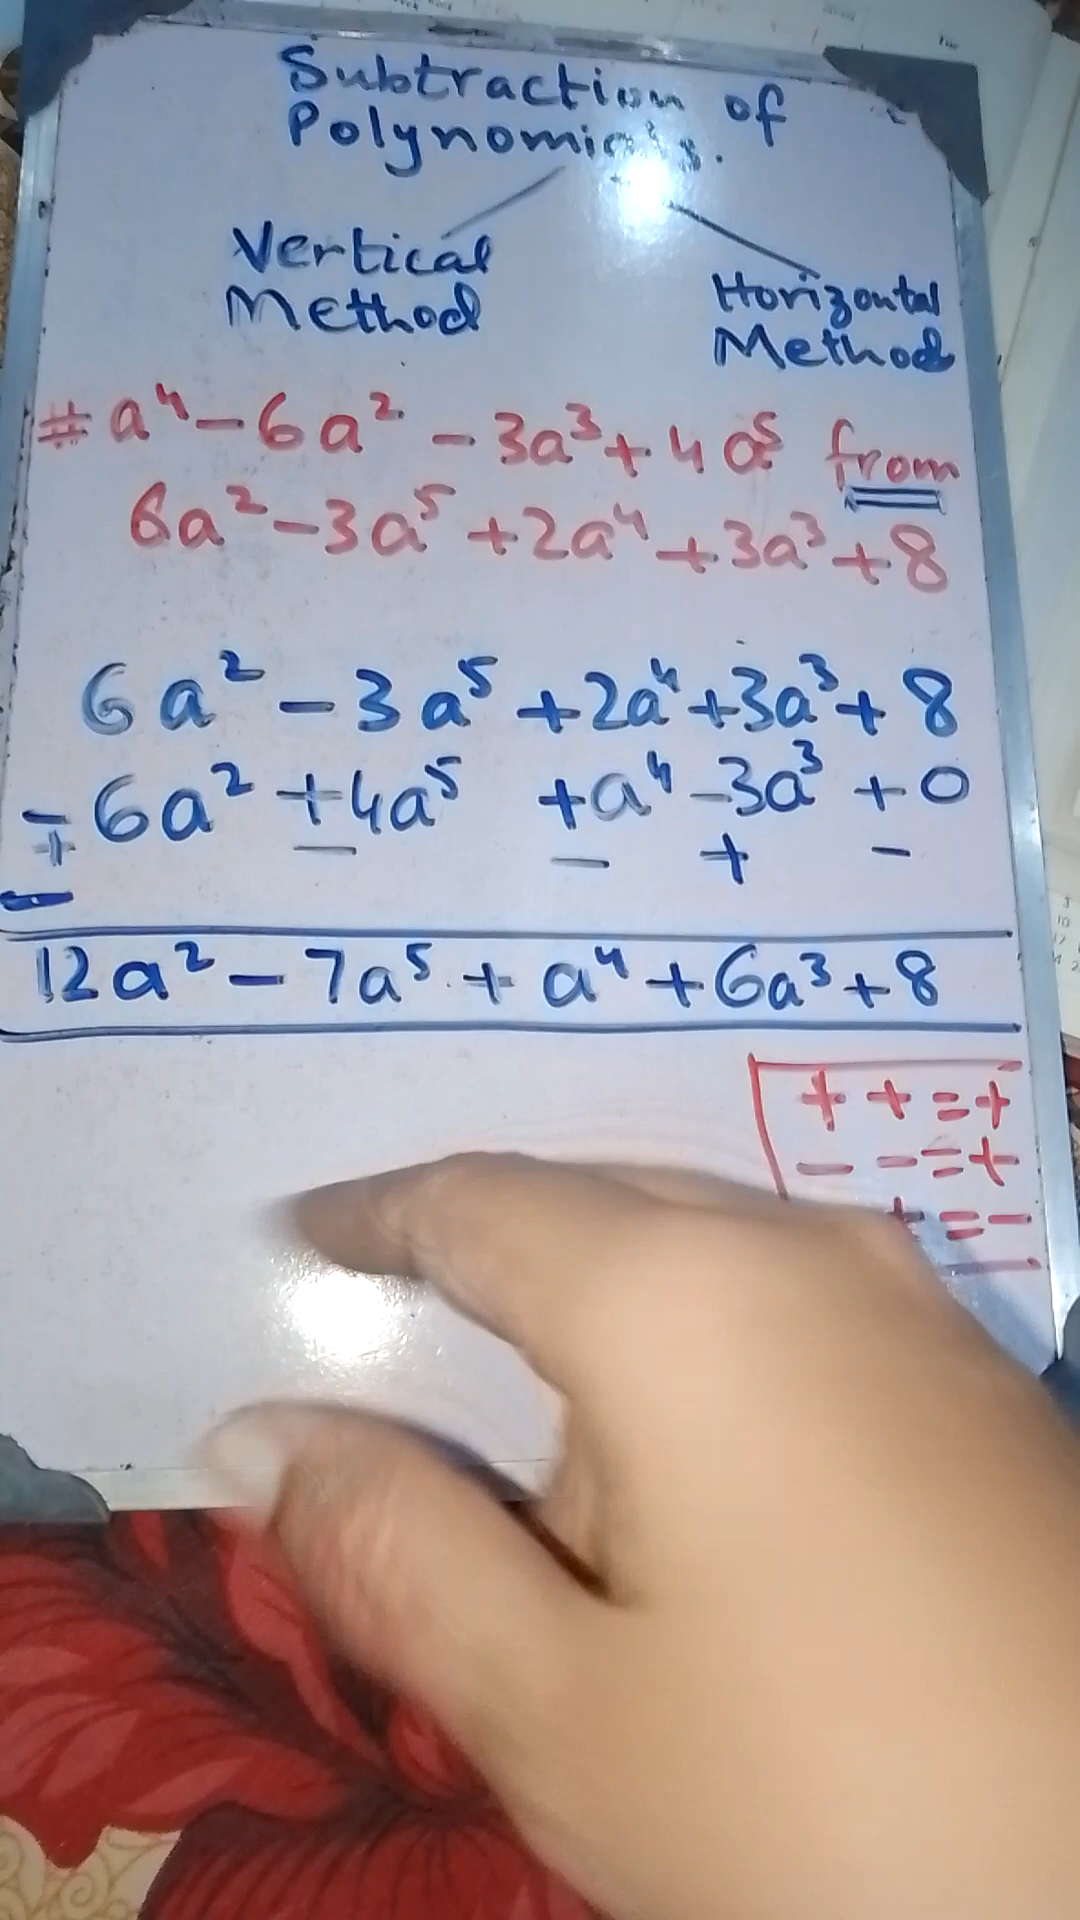 Subtraction of
Polynomials.
Vertical
Method
Horizontal
Method
# a⁴ - 6a² - 3a³ + 4a⁵ from
6a² - 3a⁵ + 2a⁴ + 3a³ + 8
6a² - 3a⁵ + 2a⁴ + 3a³ + 8
- 6a² + 4a⁵ + a⁴ - 3a³ + 0
+ - - + -
-
12a² - 7a⁵ + a⁴ + 6a³ + 8
+ + = +
- - = +
+ = -